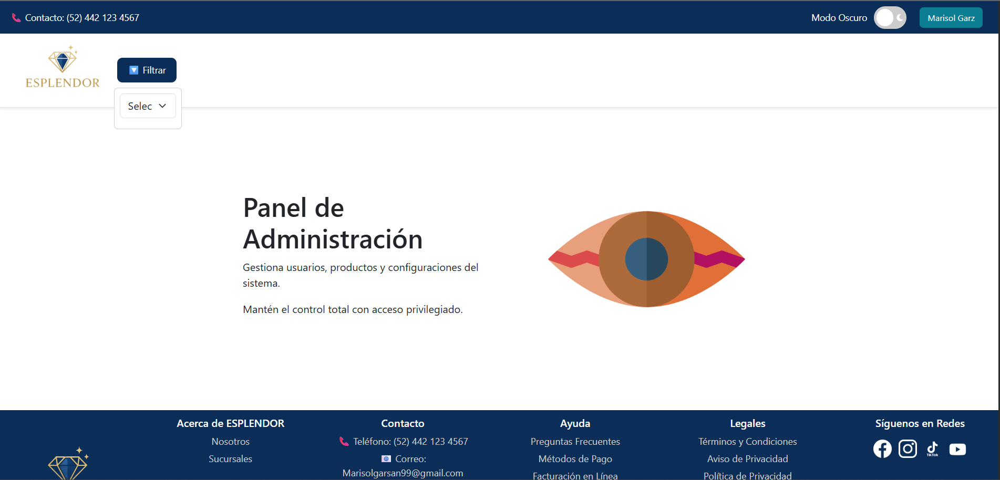 Contacto: (52) 442 123 4567
Modo Oscuro
Marisol Garz
ESPLENDOR
Filtrar
Selec
Panel de
Administración
Gestiona usuarios, productos y configuraciones del
sistema.
Mantén el control total con acceso privilegiado.
Acerca de ESPLENDOR
Nosotros
Sucursales
Contacto
Teléfono: (52) 442 123 4567
Correo:
Marisolgarsan99@gmail.com
Ayuda
Preguntas Frecuentes
Métodos de Pago
Facturación en Línea
Legales
Términos y Condiciones
Aviso de Privacidad
Política de Privacidad
Síguenos en Redes
TikTok